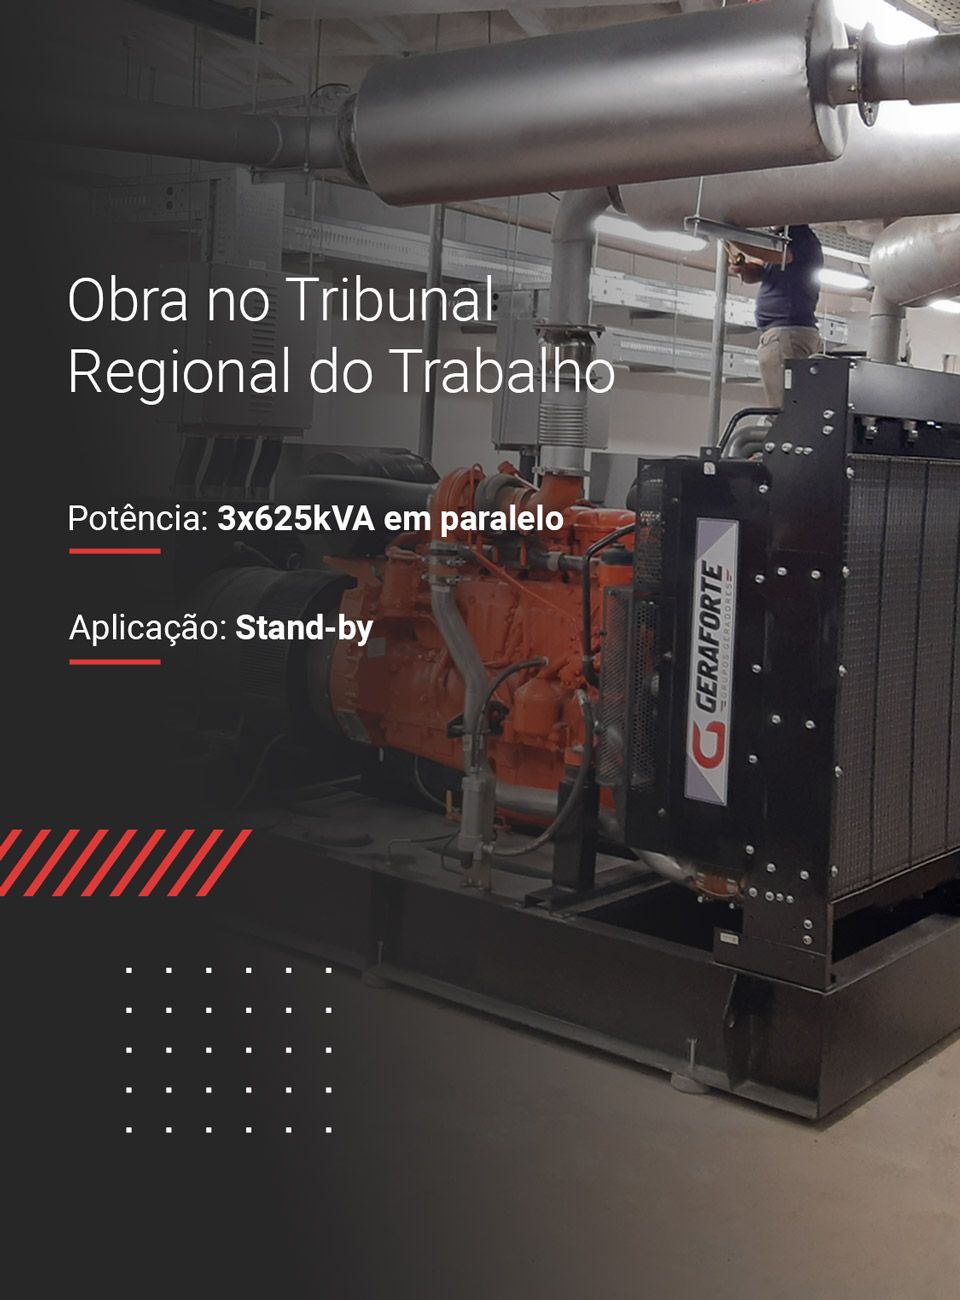 Obra no Tribunal
Regional do Trabalho
Potência: 3x625kVA em paralelo
Aplicação: Stand-by
GERAFORTE
GRUPOS GERADORES